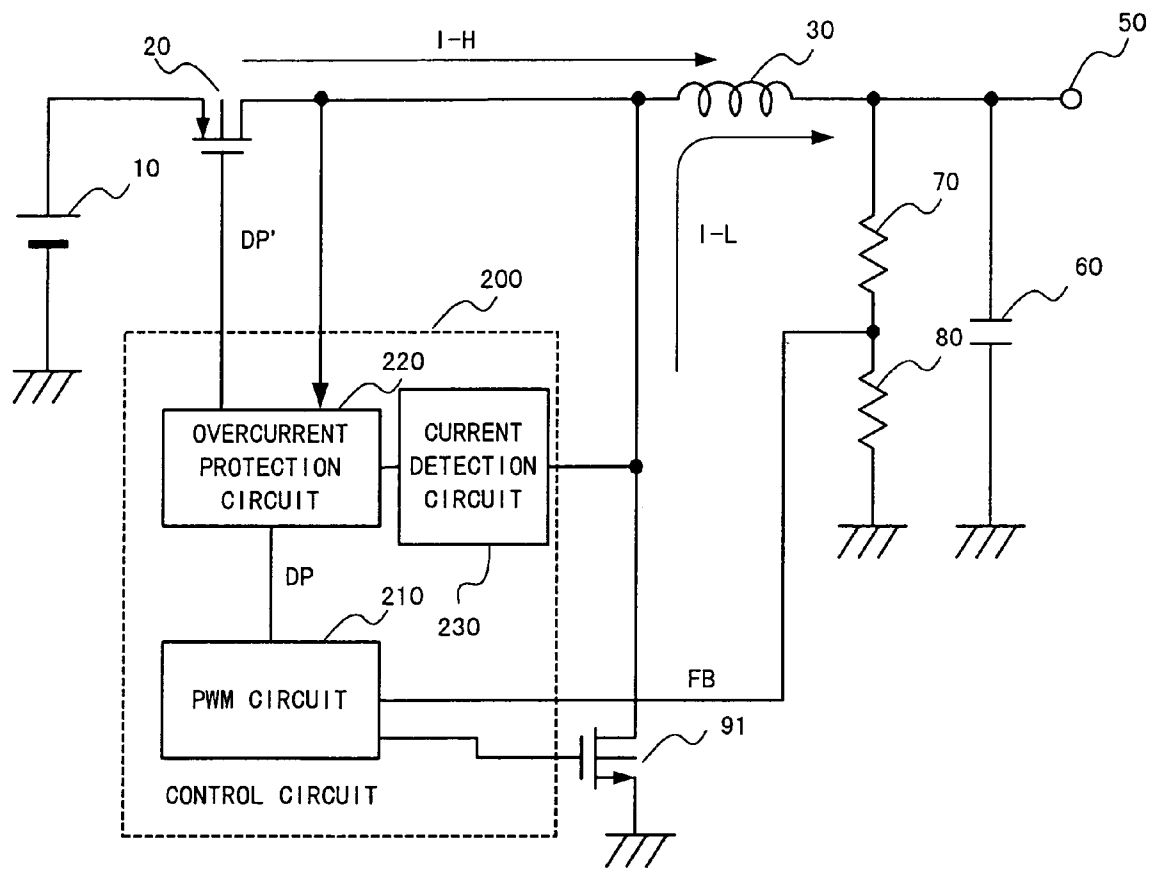 I-H
30
50
20
10
DP'
I-L
70
60
200
80
220
OVERCURRENT
PROTECTION
CIRCUIT
CURRENT
DETECTION
CIRCUIT
DP
210
230
PWM CIRCUIT
FB
91
CONTROL CIRCUIT